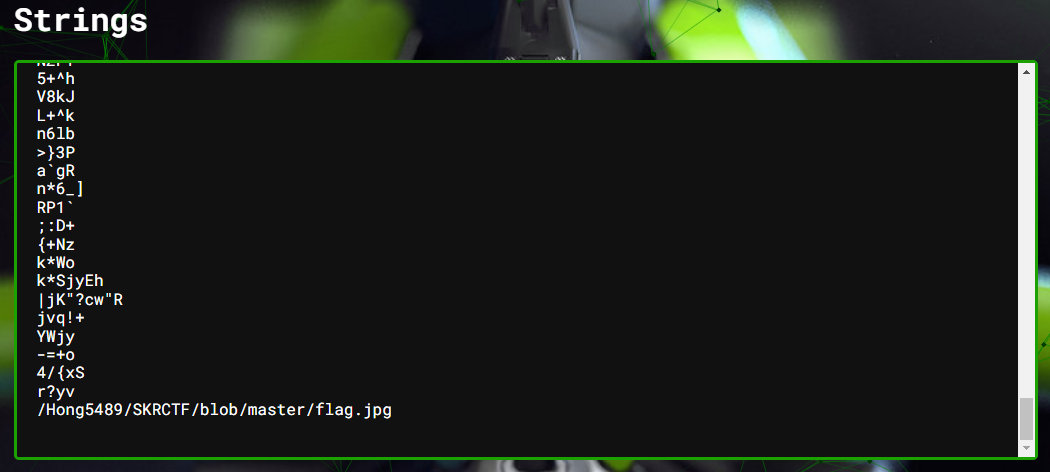 Strings
5+^h
V8kJ
L+^k
n6lb
>}3P
a`gR
n*6_]
RP1`
;:D+
{+Nz
k*Wo
k*SjyEh
|jK"?cw"R
jvq!+
YWjy
-=+o
4/{xS
r?yv
/Hong5489/SKRCTF/blob/master/flag.jpg